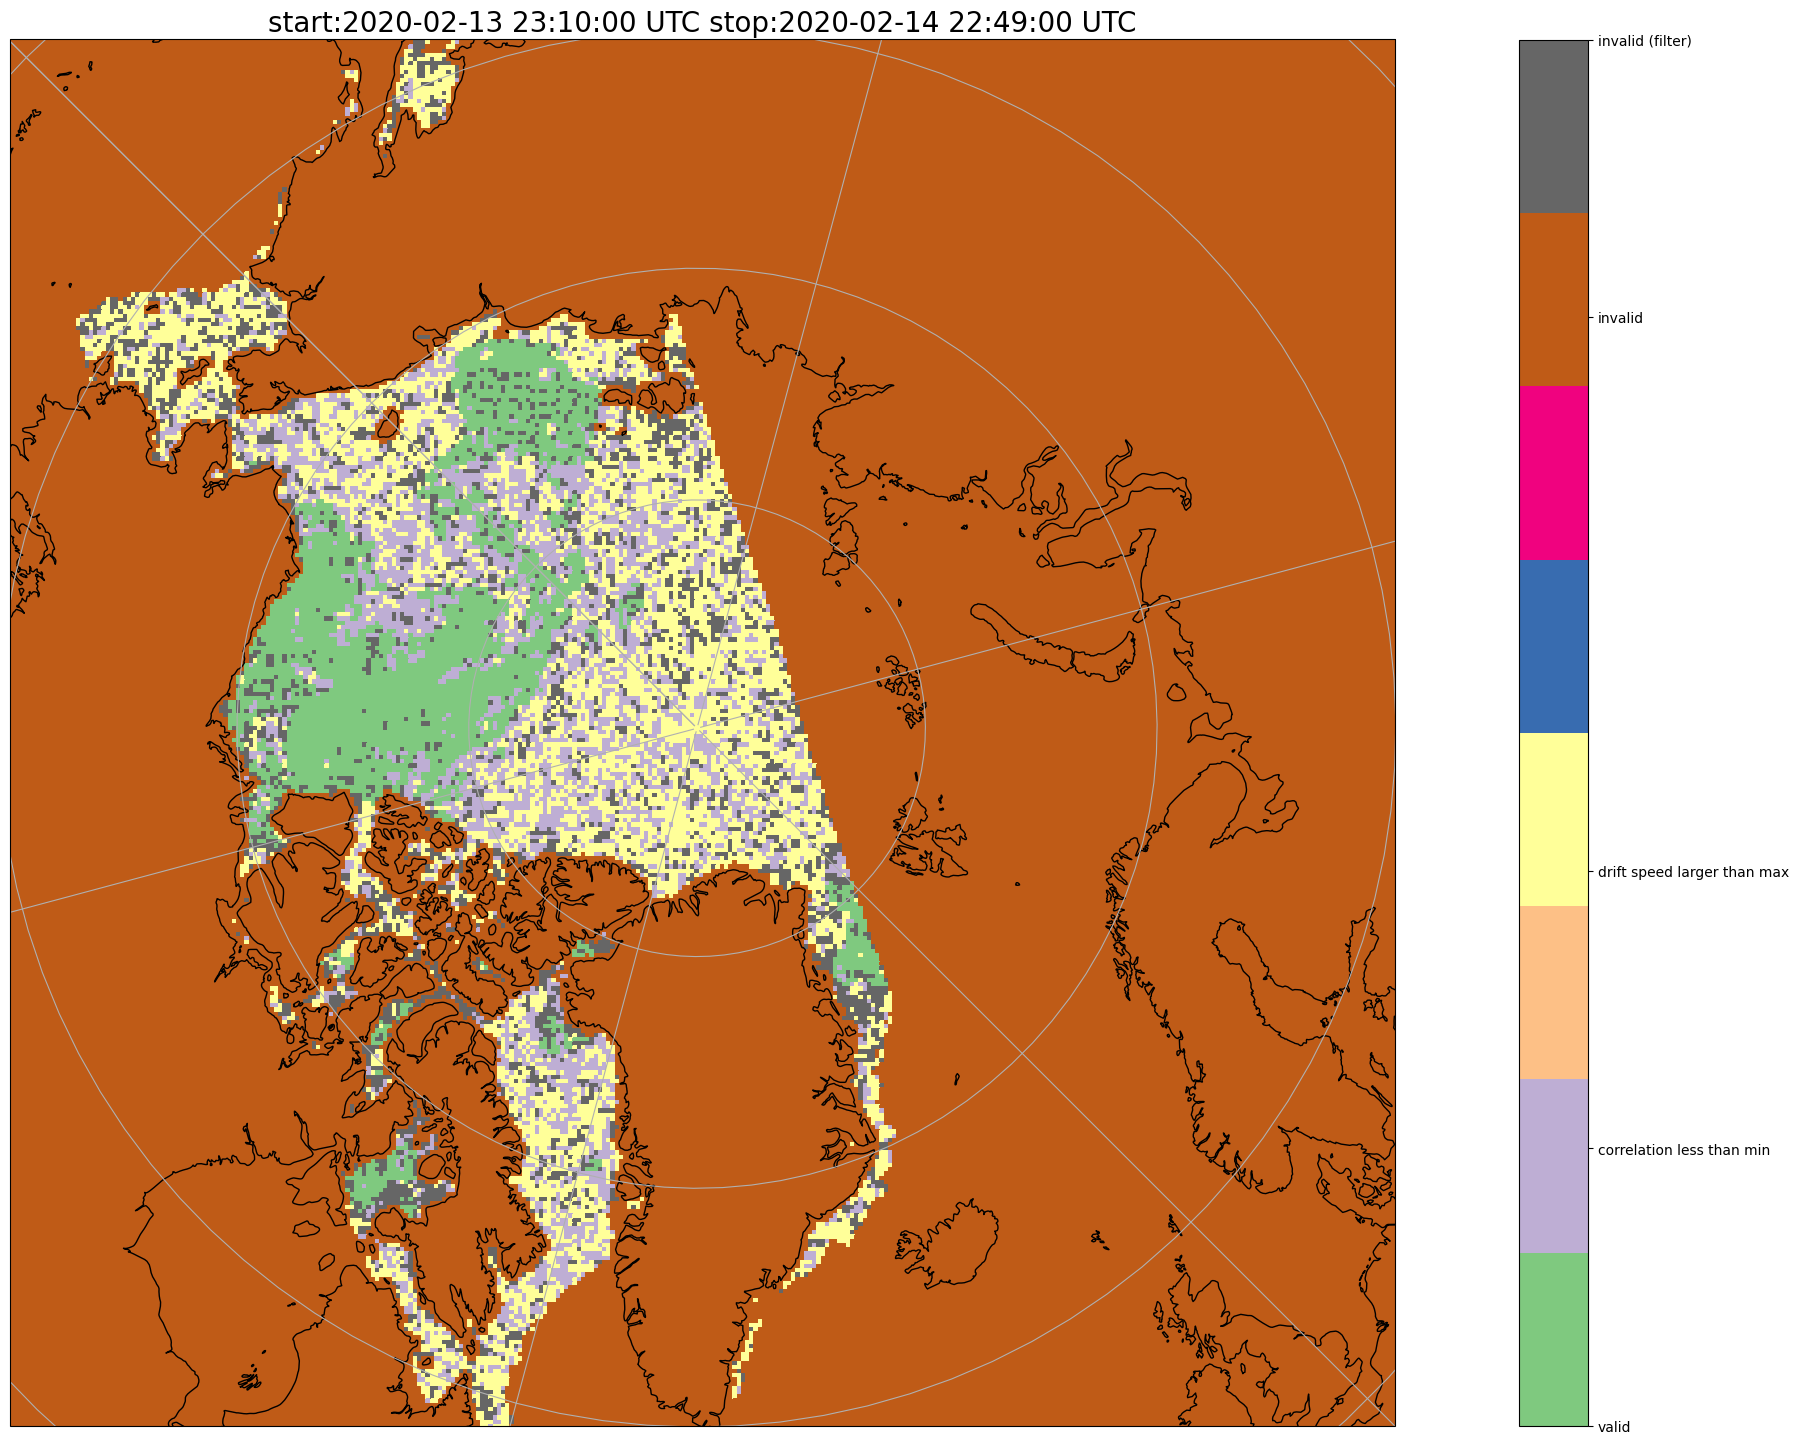 start:2020-02-13 23:10:00 UTC stop:2020-02-14 22:49:00 UTC
invalid (filter)
invalid
drift speed larger than max
correlation less than min
valid